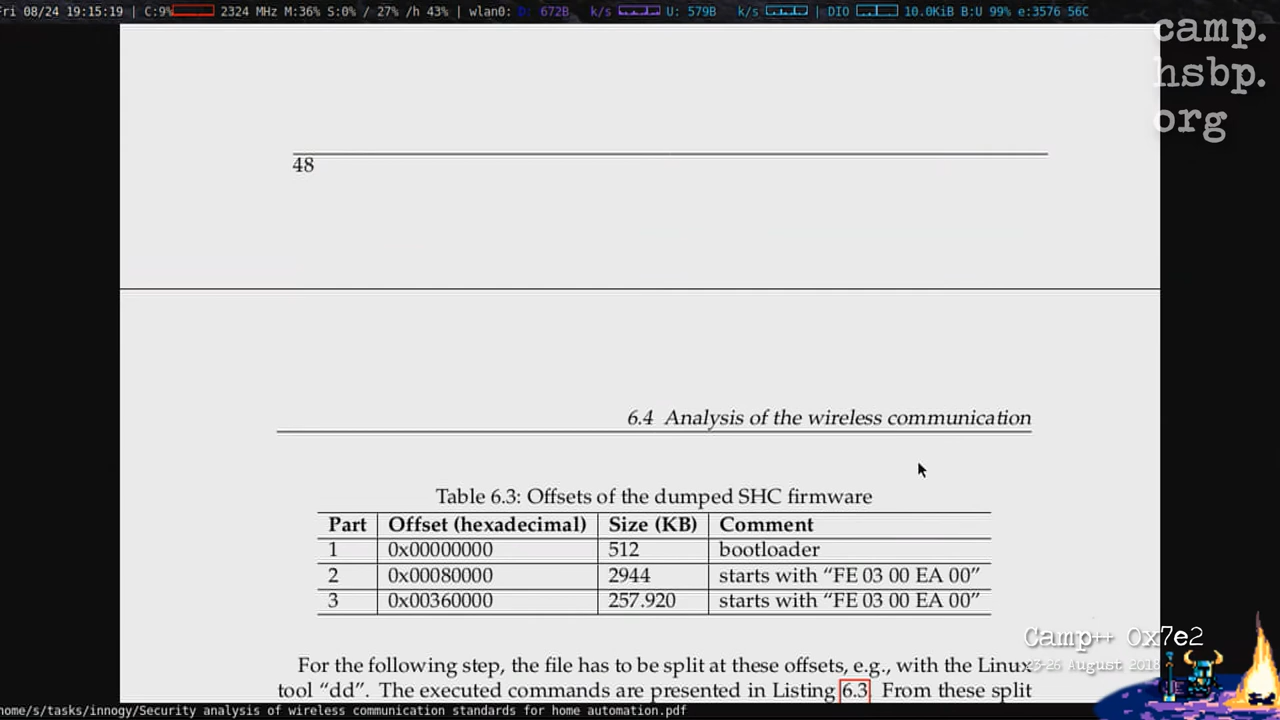 Fri 08/24 19:15:19 | C:9% 2324 MHz M:36% S:0% / 27% /h 43% | wlan0: D: 672B k/s U: 579B k/s | DIO 10.0KiB B:U 99% e:3576 56C
camp.
hsbp.
org
48
6.4 Analysis of the wireless communication
Table 6.3: Offsets of the dumped SHC firmware
Part Offset (hexadecimal) Size (KB) Comment
1 0x00000000 512 bootloader
2 0x00080000 2944 starts with “FE 03 00 EA 00”
3 0x00360000 257.920 starts with “FE 03 00 EA 00”
For the following step, the file has to be split at these offsets, e.g., with the Linux
tool “dd”. The executed commands are presented in Listing 6.3. From these split
Camp++ 0x7e2
23-26 August 2018
home/s/tasks/innogy/Security analysis of wireless communication standards for home automation.pdf